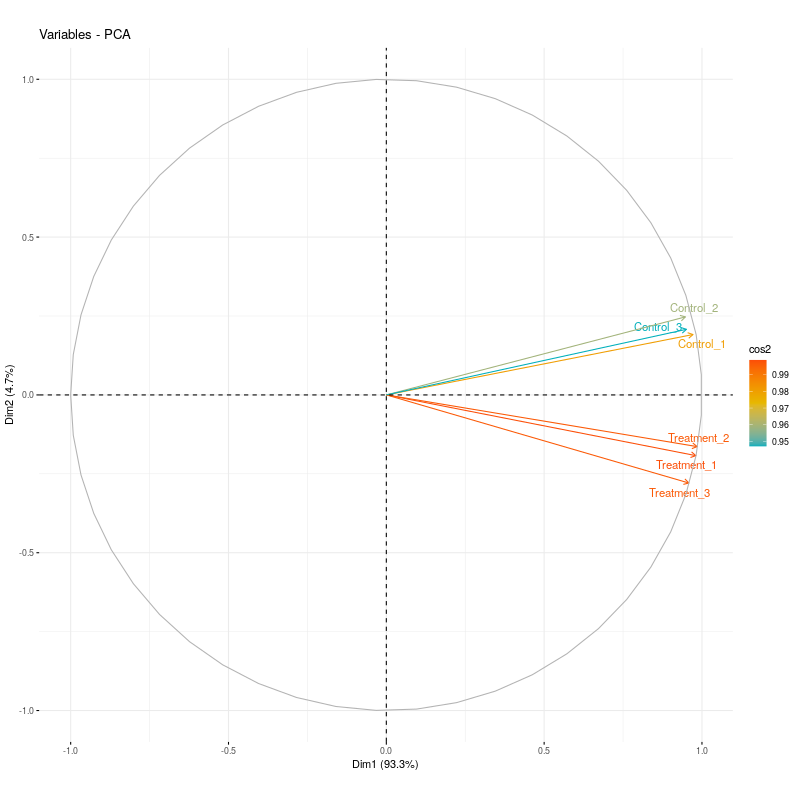 Variables - PCA
1.0
0.5
0.0
-0.5
-1.0
Dim2 (4.7%)
Control_2
Control_3
Control_1
Treatment_2
Treatment_1
Treatment_3
-1.0
-0.5
0.0
0.5
1.0
Dim1 (93.3%)
cos2
0.99
0.98
0.97
0.96
0.95